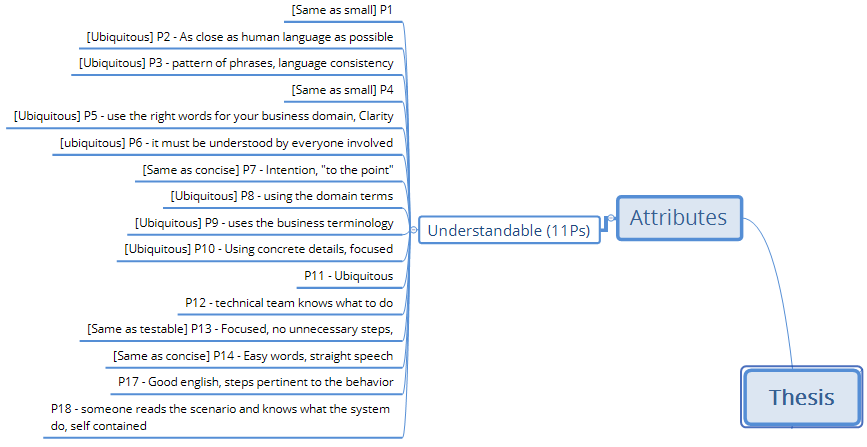 [Same as small] P1
[Ubiquitous] P2 - As close as human language as possible
[Ubiquitous] P3 - pattern of phrases, language consistency
[Same as small] P4
[Ubiquitous] P5 - use the right words for your business domain, Clarity
[ubiquitous] P6 - it must be understood by everyone involved
[Same as concise] P7 - Intention, "to the point"
[Ubiquitous] P8 - using the domain terms
[Ubiquitous] P9 - uses the business terminology
[Ubiquitous] P10 - Using concrete details, focused
P11 - Ubiquitous
P12 - technical team knows what to do
[Same as testable] P13 - Focused, no unnecessary steps,
[Same as concise] P14 - Easy words, straight speech
P17 - Good english, steps pertinent to the behavior
P18 - someone reads the scenario and knows what the system
do, self contained
Understandable (11Ps)
Attributes
Thesis